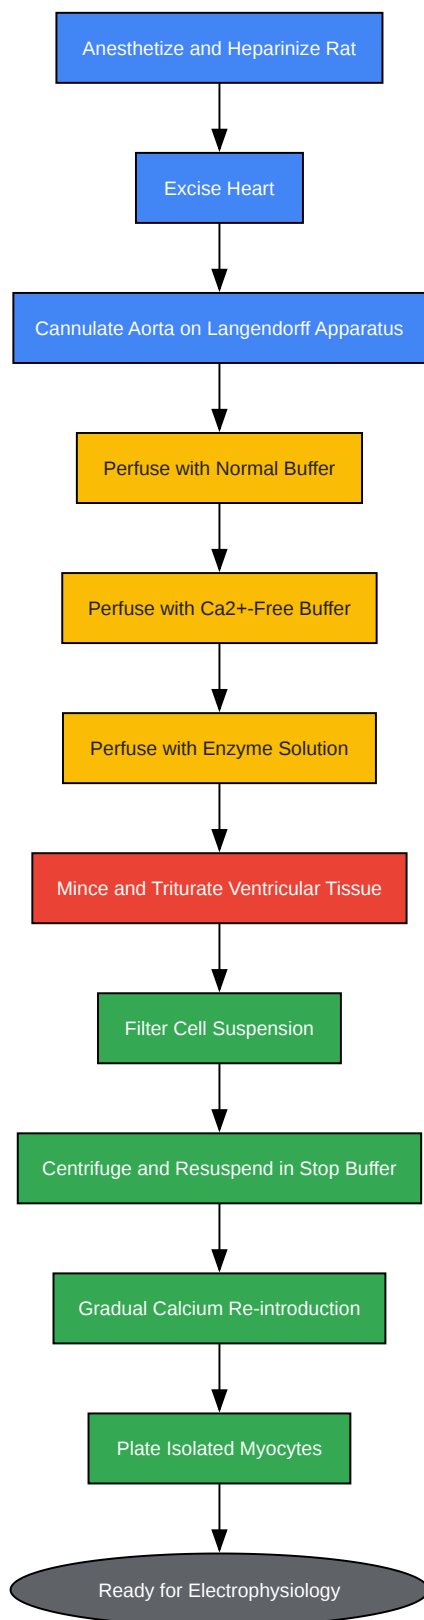 Anesthetize and Heparinize Rat
Excise Heart
Cannulate Aorta on Langendorff Apparatus
Perfuse with Normal Buffer
Perfuse with Ca2+-Free Buffer
Perfuse with Enzyme Solution
Mince and Triturate Ventricular Tissue
Filter Cell Suspension
Centrifuge and Resuspend in Stop Buffer
Gradual Calcium Re-introduction
Plate Isolated Myocytes
Ready for Electrophysiology